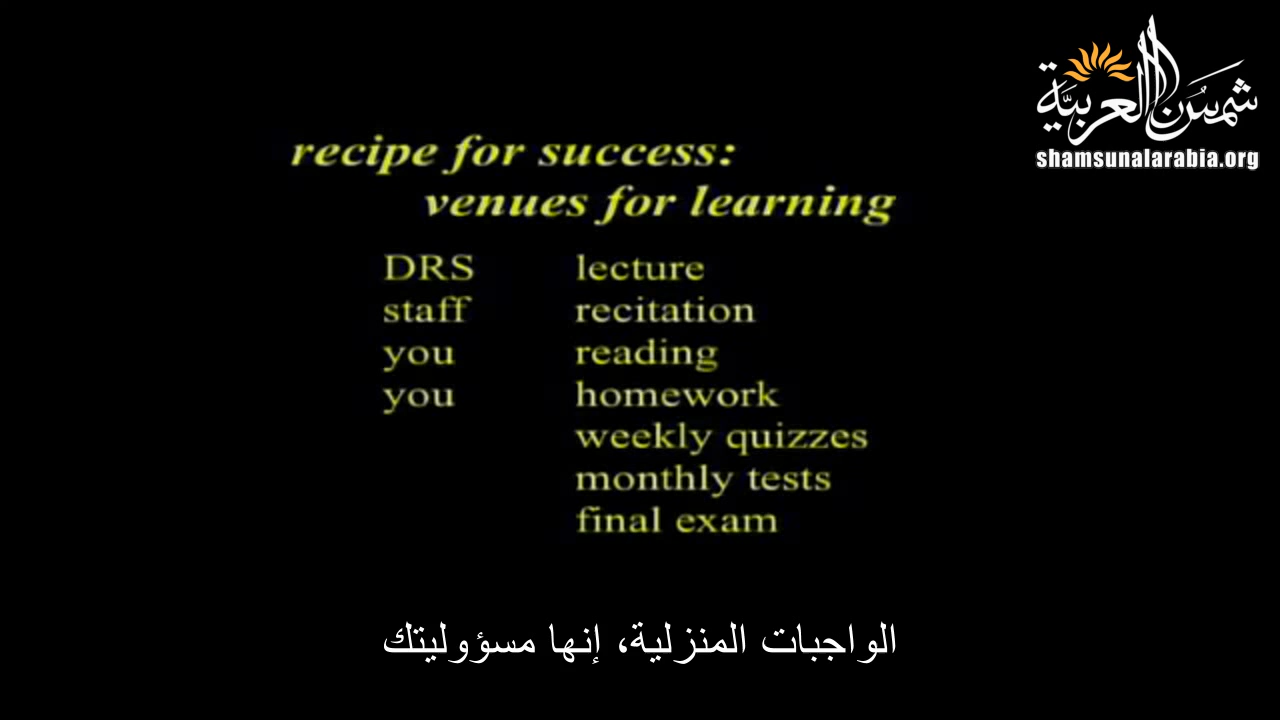 شمسن العربية
shamsunalarabia.org
recipe for success:
venues for learning
DRS lecture
staff recitation
you reading
you homework
weekly quizzes
monthly tests
final exam
الواجبات المنزلية، إنها مسؤوليتك